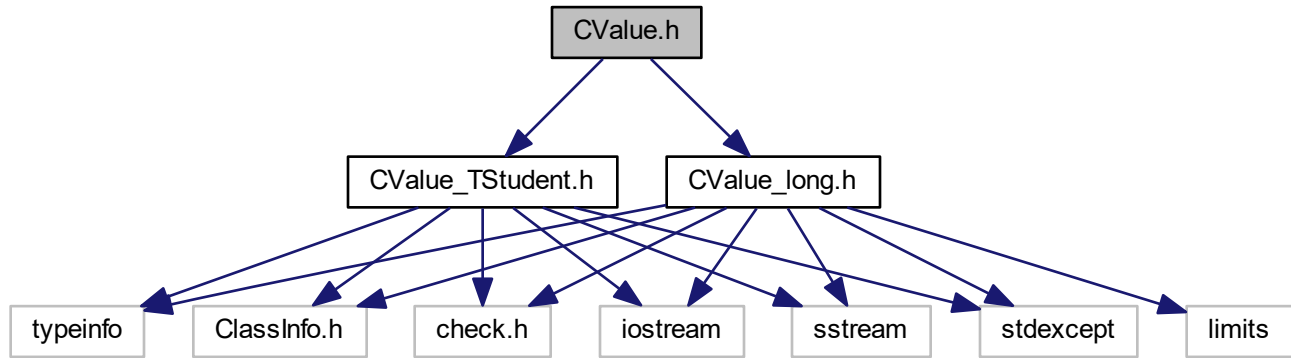 CValue.h
CValue_TStudent.h
CValue_long.h
typeinfo
ClassInfo.h
check.h
iostream
sstream
stdexcept
limits